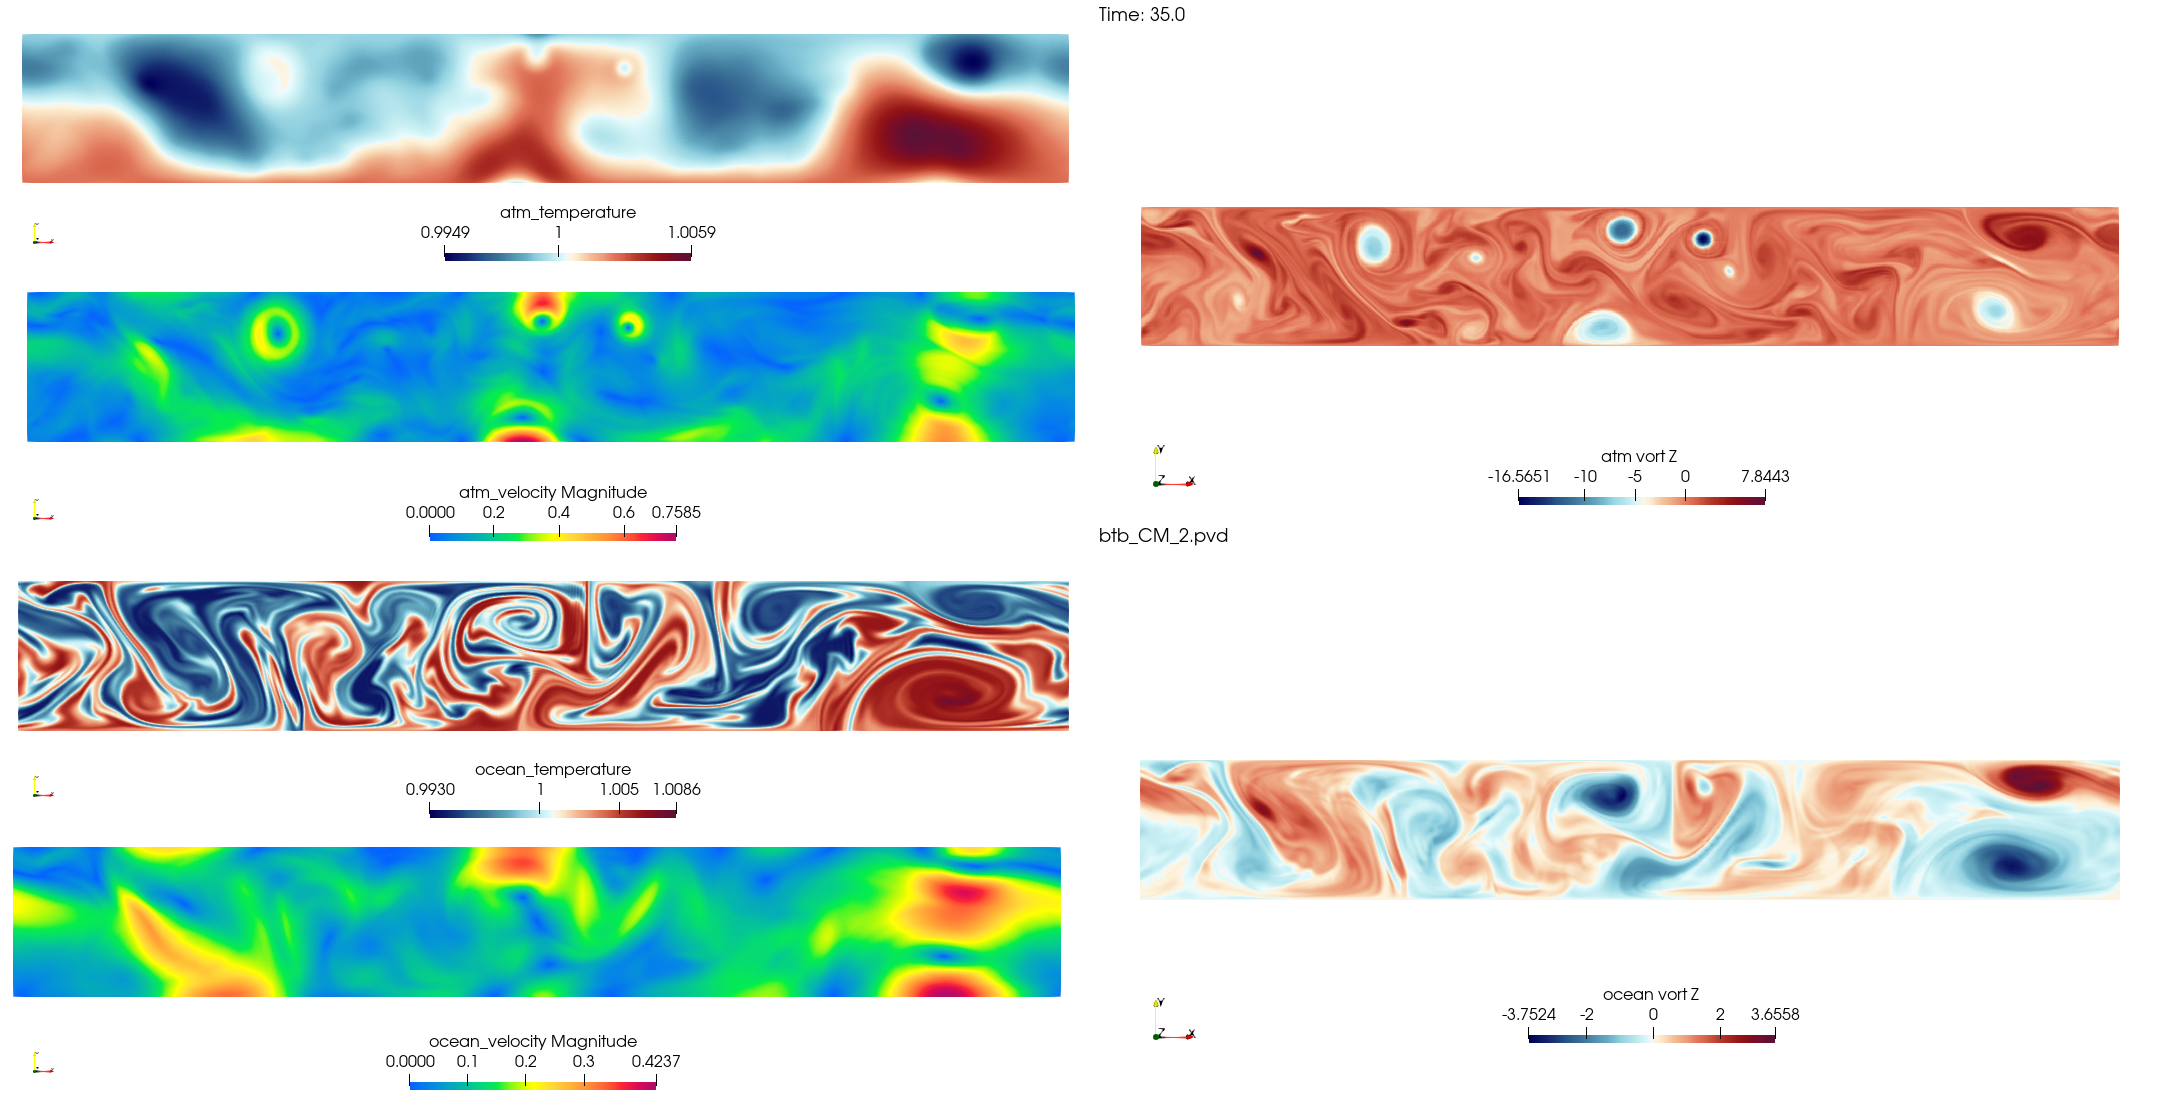 atm_temperature
0.9949 1 1.0059
atm_velocity Magnitude
0.0000 0.2 0.4 0.6 0.7585
ocean_temperature
0.9930 1 1.005 1.0086
ocean_velocity Magnitude
0.0000 0.1 0.2 0.3 0.4237
Time: 35.0
Y
Z X
atm vort Z
-16.5651 -10 -5 0 7.8443
btb_CM_2.pvd
Y
Z X
ocean vort Z
-3.7524 -2 0 2 3.6558